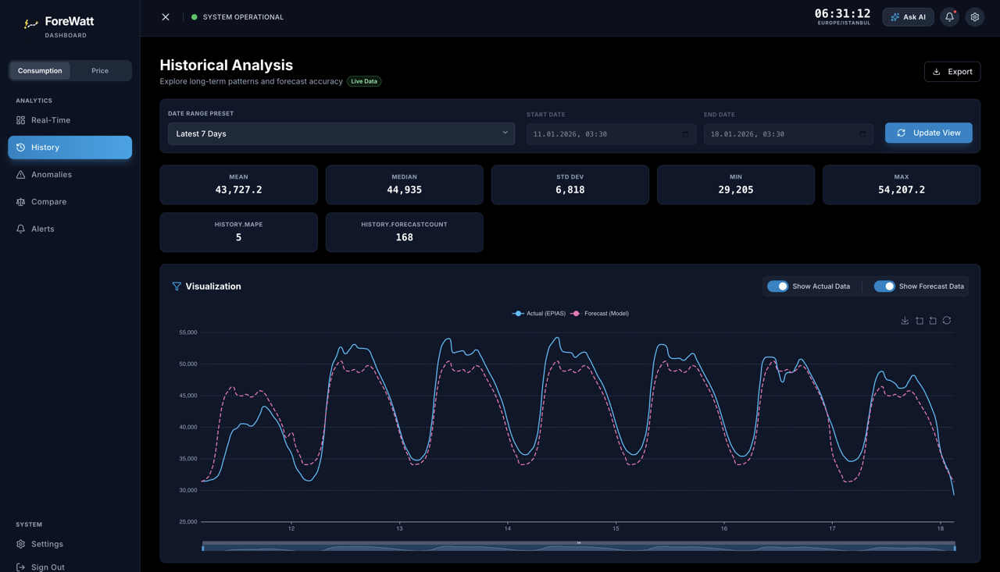 ForeWatt
DASHBOARD
Consumption
Price
ANALYTICS
Real-Time
History
Anomalies
Compare
Alerts
SYSTEM
Settings
Sign Out
SYSTEM OPERATIONAL
06:31:12
EUROPE/ISTANBUL
Ask AI
Historical Analysis
Explore long-term patterns and forecast accuracy
Live Data
Export
DATE RANGE PRESET
Latest 7 Days
START DATE
11.01.2026, 03:30
END DATE
18.01.2026, 03:30
Update View
MEAN
43,727.2
MEDIAN
44,935
STD DEV
6,818
MIN
29,205
MAX
54,207.2
HISTORY.MAPE
5
HISTORY.FORECASTCOUNT
168
Visualization
Show Actual Data
Show Forecast Data
Actual (EPIAS)
Forecast (Model)
55,000
50,000
45,000
40,000
35,000
30,000
25,000
12
13
14
15
16
17
18